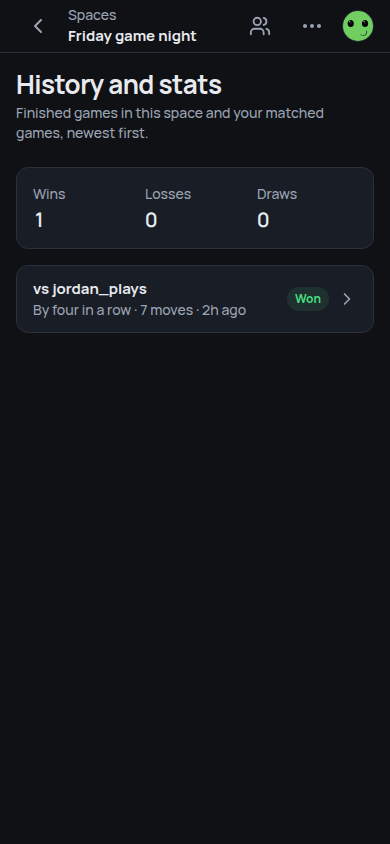 Spaces
Friday game night
History and stats
Finished games in this space and your matched
games, newest first.
Wins
Losses
Draws
1
0
0
vs jordan_plays
By four in a row · 7 moves · 2h ago
Won